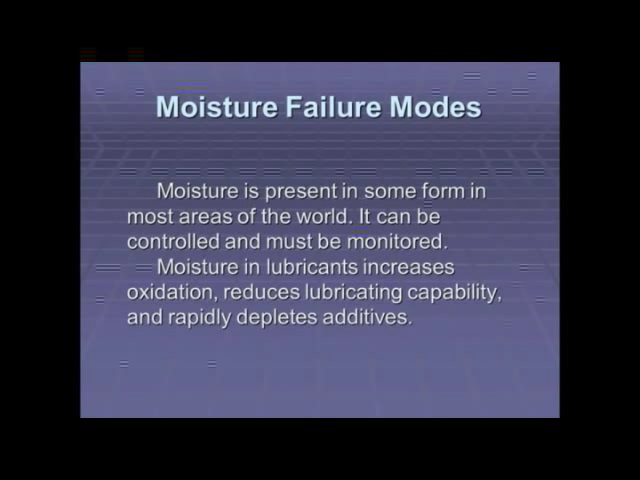 Moisture Failure Modes
Moisture is present in some form in
most areas of the world. It can be
controlled and must be monitored.
Moisture in lubricants increases
oxidation, reduces lubricating capability,
and rapidly depletes additives.